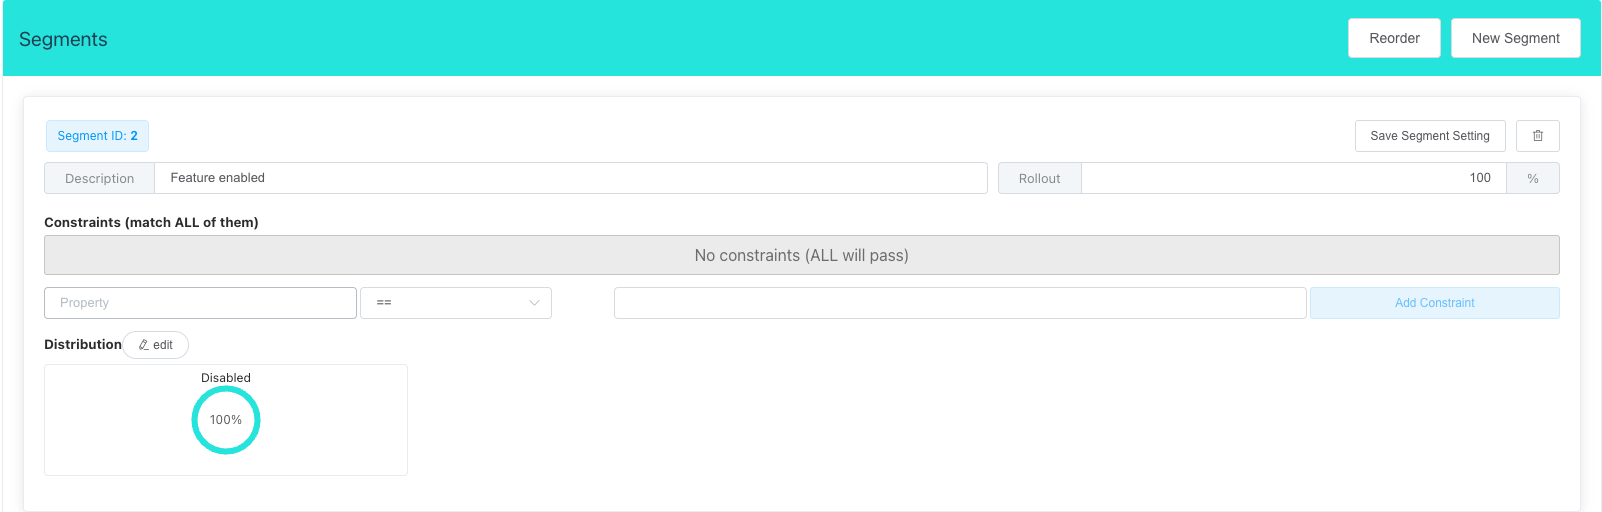 Segments
Reorder
New Segment
Segment ID: 2
Save Segment Setting
Description
Feature enabled
Rollout
100
%
Constraints (match ALL of them)
No constraints (ALL will pass)
Property
==
Add Constraint
Distribution
edit
Disabled
100%